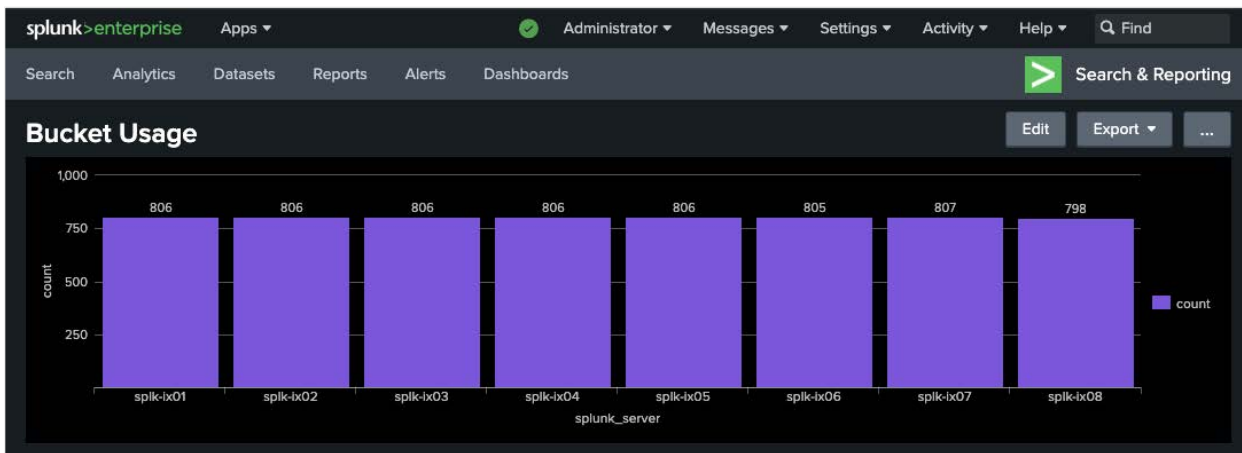 splunk>enterprise Apps Administrator Messages Settings Activity Help Find
Search Analytics Datasets Reports Alerts Dashboards Search & Reporting
Bucket Usage Edit Export ...
1,000
806 806 806 806 806 805 807 798
750
500
250
count
count
splk-ix01 splk-ix02 splk-ix03 splk-ix04 splk-ix05 splk-ix06 splk-ix07 splk-ix08
splunk_server